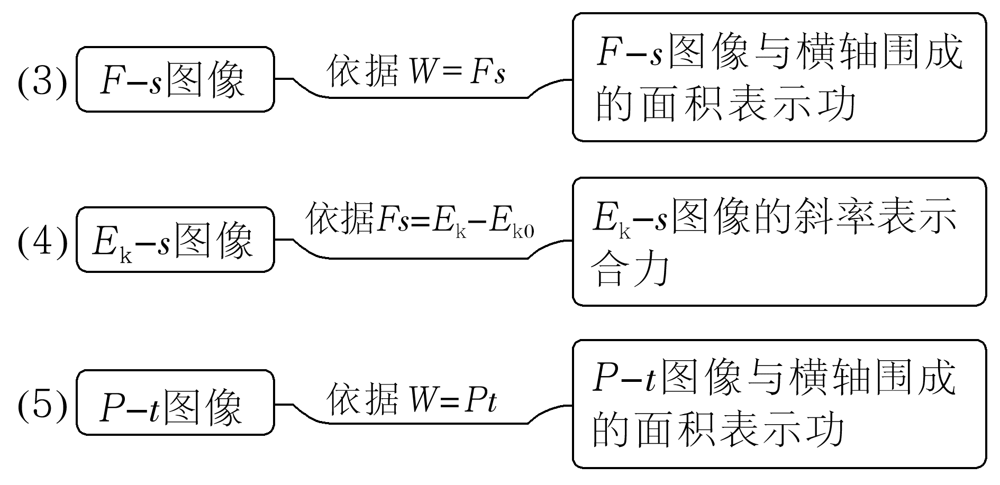 (3) F-s图像 依据 W=Fs F-s图像与横轴围成
的面积表示功
(4) Ek-s图像 依据Fs=Ek-Ek0 Ek-s图像的斜率表示
合力
(5) P-t图像 依据 W=Pt P-t图像与横轴围成
的面积表示功